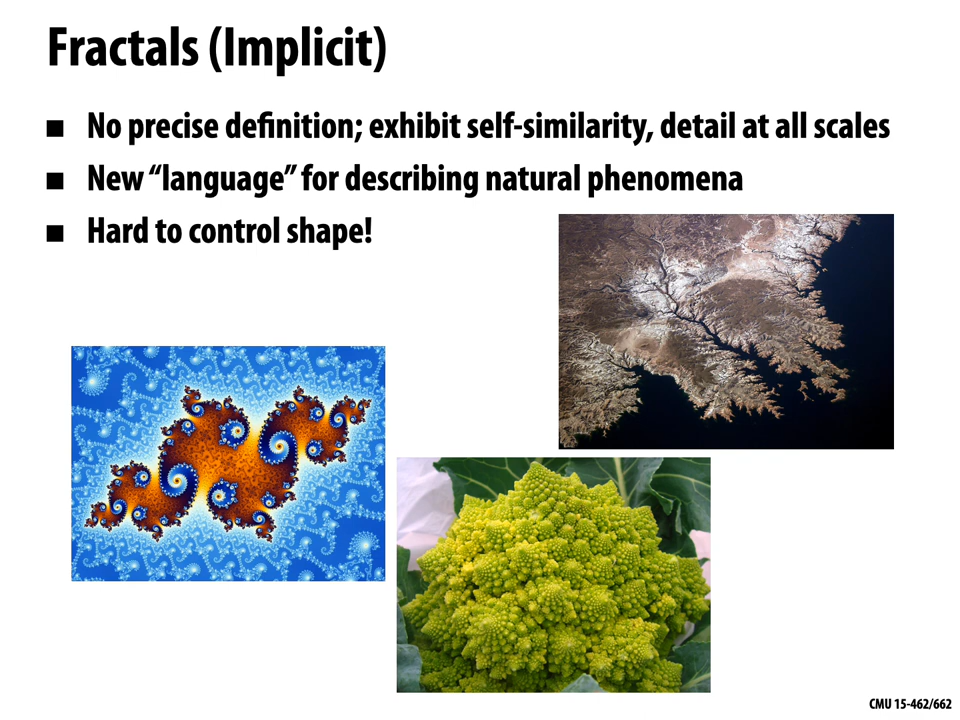 Fractals (Implicit)
■ No precise definition; exhibit self-similarity, detail at all scales
■ New “language” for describing natural phenomena
■ Hard to control shape!
CMU 15-462/662